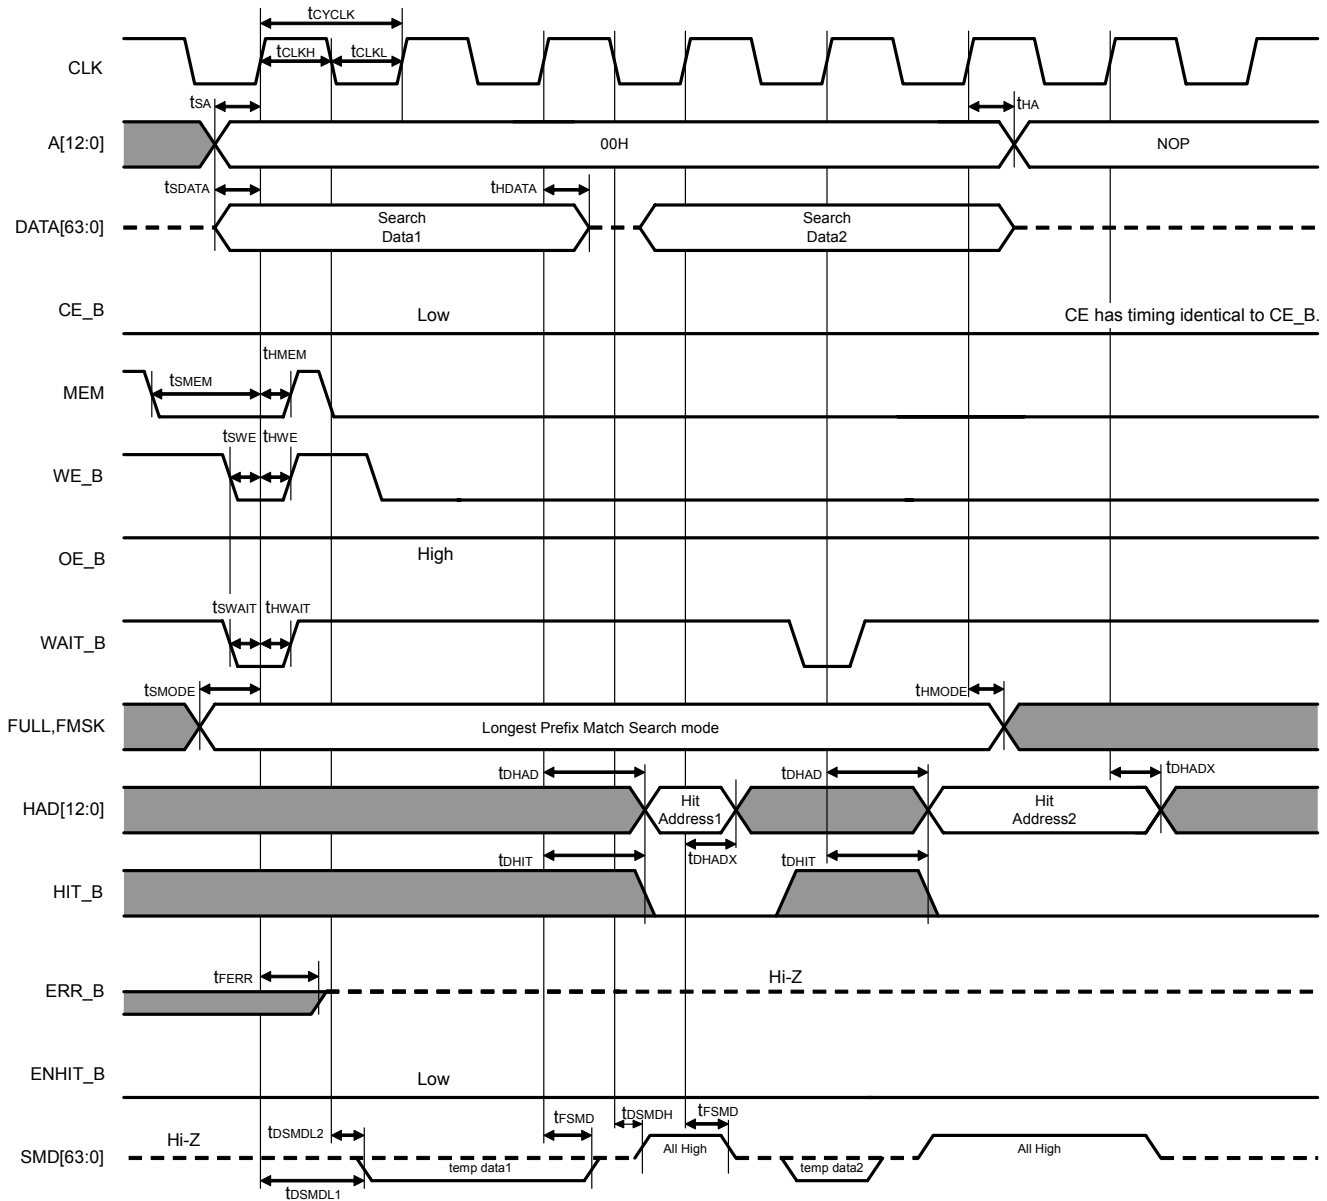 tCYCLK
CLK
tCLKH
tCLKL
tSA
tHA
A[12:0]
00H
NOP
tSDATA
tHDATA
DATA[63:0]
Search
Data1
Search
Data2
CE_B
Low
CE has timing identical to CE_B.
tHMEM
tSMEM
MEM
tSWE
tHWE
WE_B
OE_B
High
tSWAIT
tHWAIT
WAIT_B
tSMODE
tHMODE
FULL,FMSK
Longest Prefix Match Search mode
tDHAD
tDHAD
tDHADX
HAD[12:0]
Hit
Address1
Hit
Address2
tDHIT
tDHADX
tDHIT
HIT_B
tFERR
Hi-Z
ERR_B
ENHIT_B
Low
tFSMD
tDSMDH
tFSMD
Hi-Z
tDSMDL2
SMD[63:0]
All High
All High
temp data1
temp data2
tDSMDL1